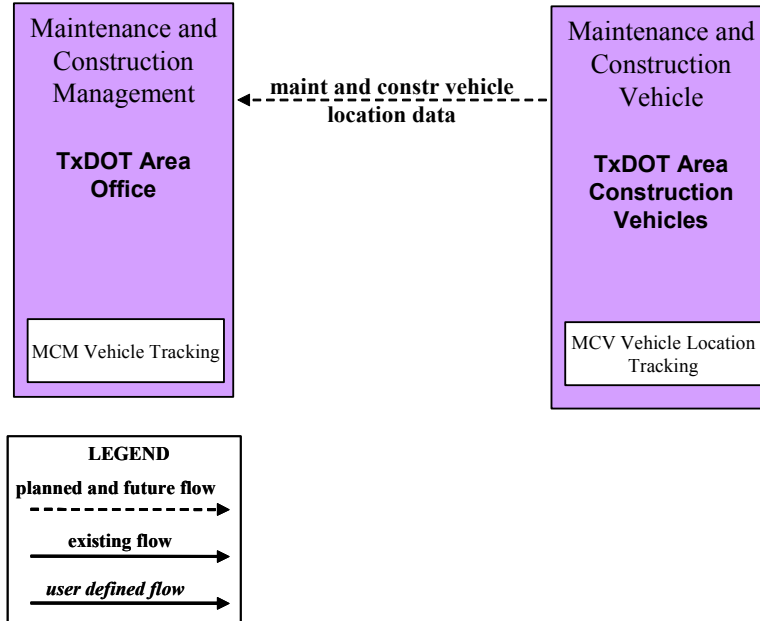 Maintenance and
Construction
Management
TxDOT Area
Office
MCM Vehicle Tracking
maint and constr vehicle
location data
Maintenance and
Construction
Vehicle
TxDOT Area
Construction
Vehicles
MCV Vehicle Location
Tracking
LEGEND
planned and future flow
existing flow
user defined flow